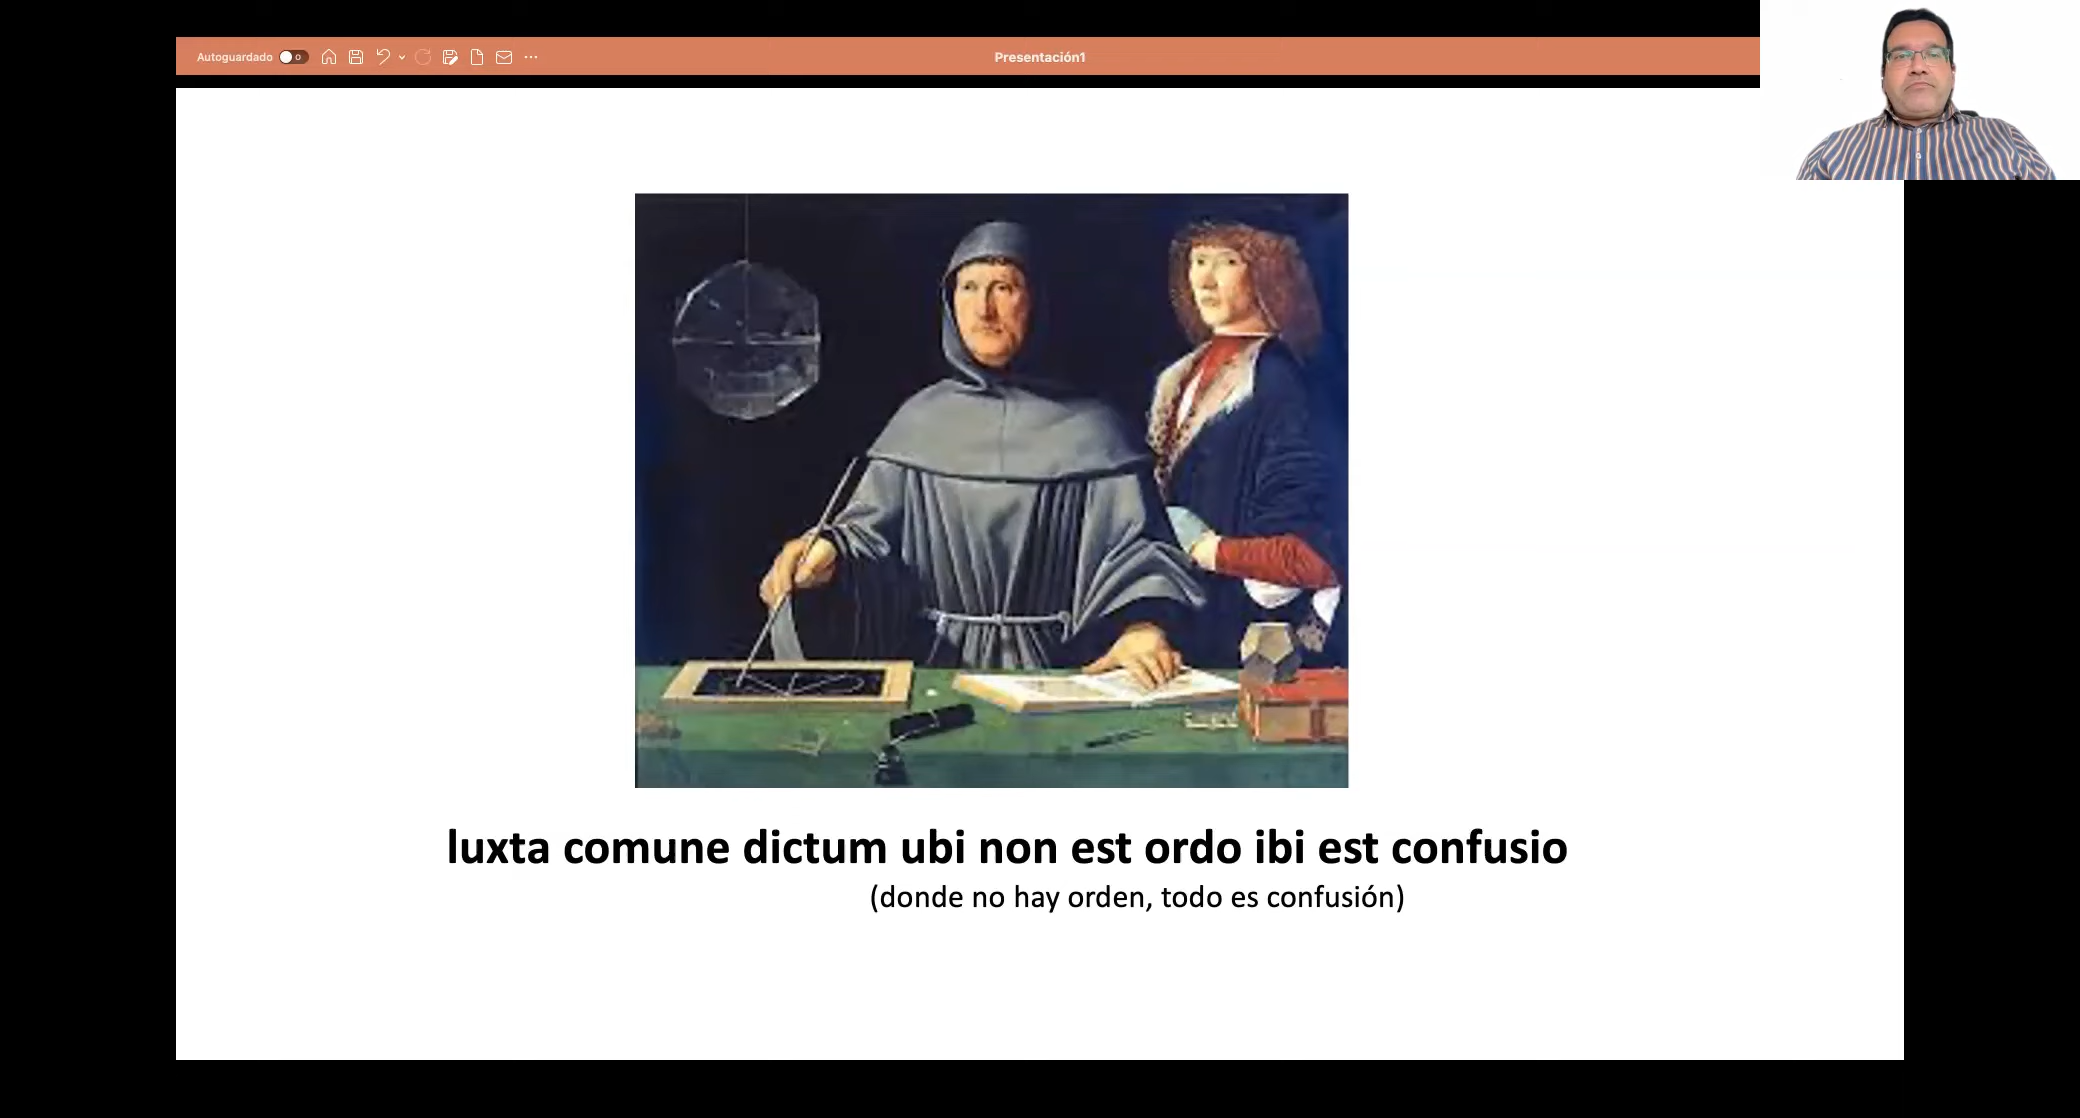 Autoguardado
Presentación1
Iuxta comune dictum ubi non est ordo ibi est confusio
(donde no hay orden, todo es confusión)